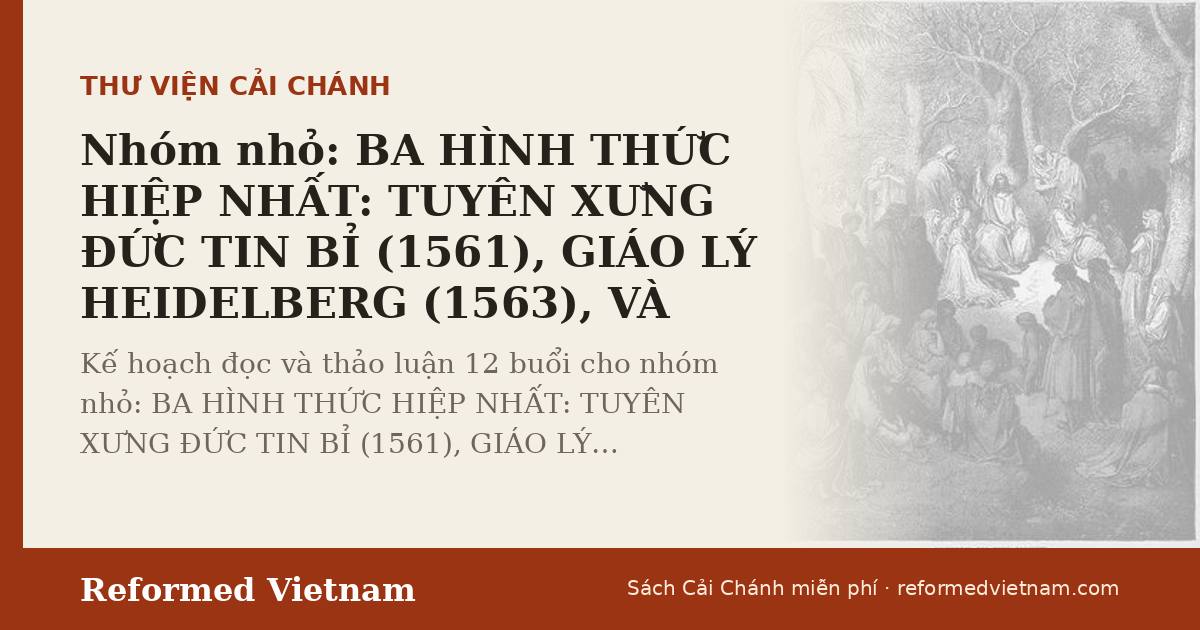 THƯ VIỆN CẢI CHÁNH
Nhóm nhỏ: BA HÌNH THỨC
HIỆP NHẤT: TUYÊN XƯNG
ĐỨC TIN BỈ (1561), GIÁO LÝ
HEIDELBERG (1563), VÀ
Kế hoạch đọc và thảo luận 12 buổi cho nhóm
nhỏ: BA HÌNH THỨC HIỆP NHẤT: TUYÊN
XƯNG ĐỨC TIN BỈ (1561), GIÁO LÝ…
Reformed Vietnam
Sách Cải Chánh miễn phí · reformedvietnam.com